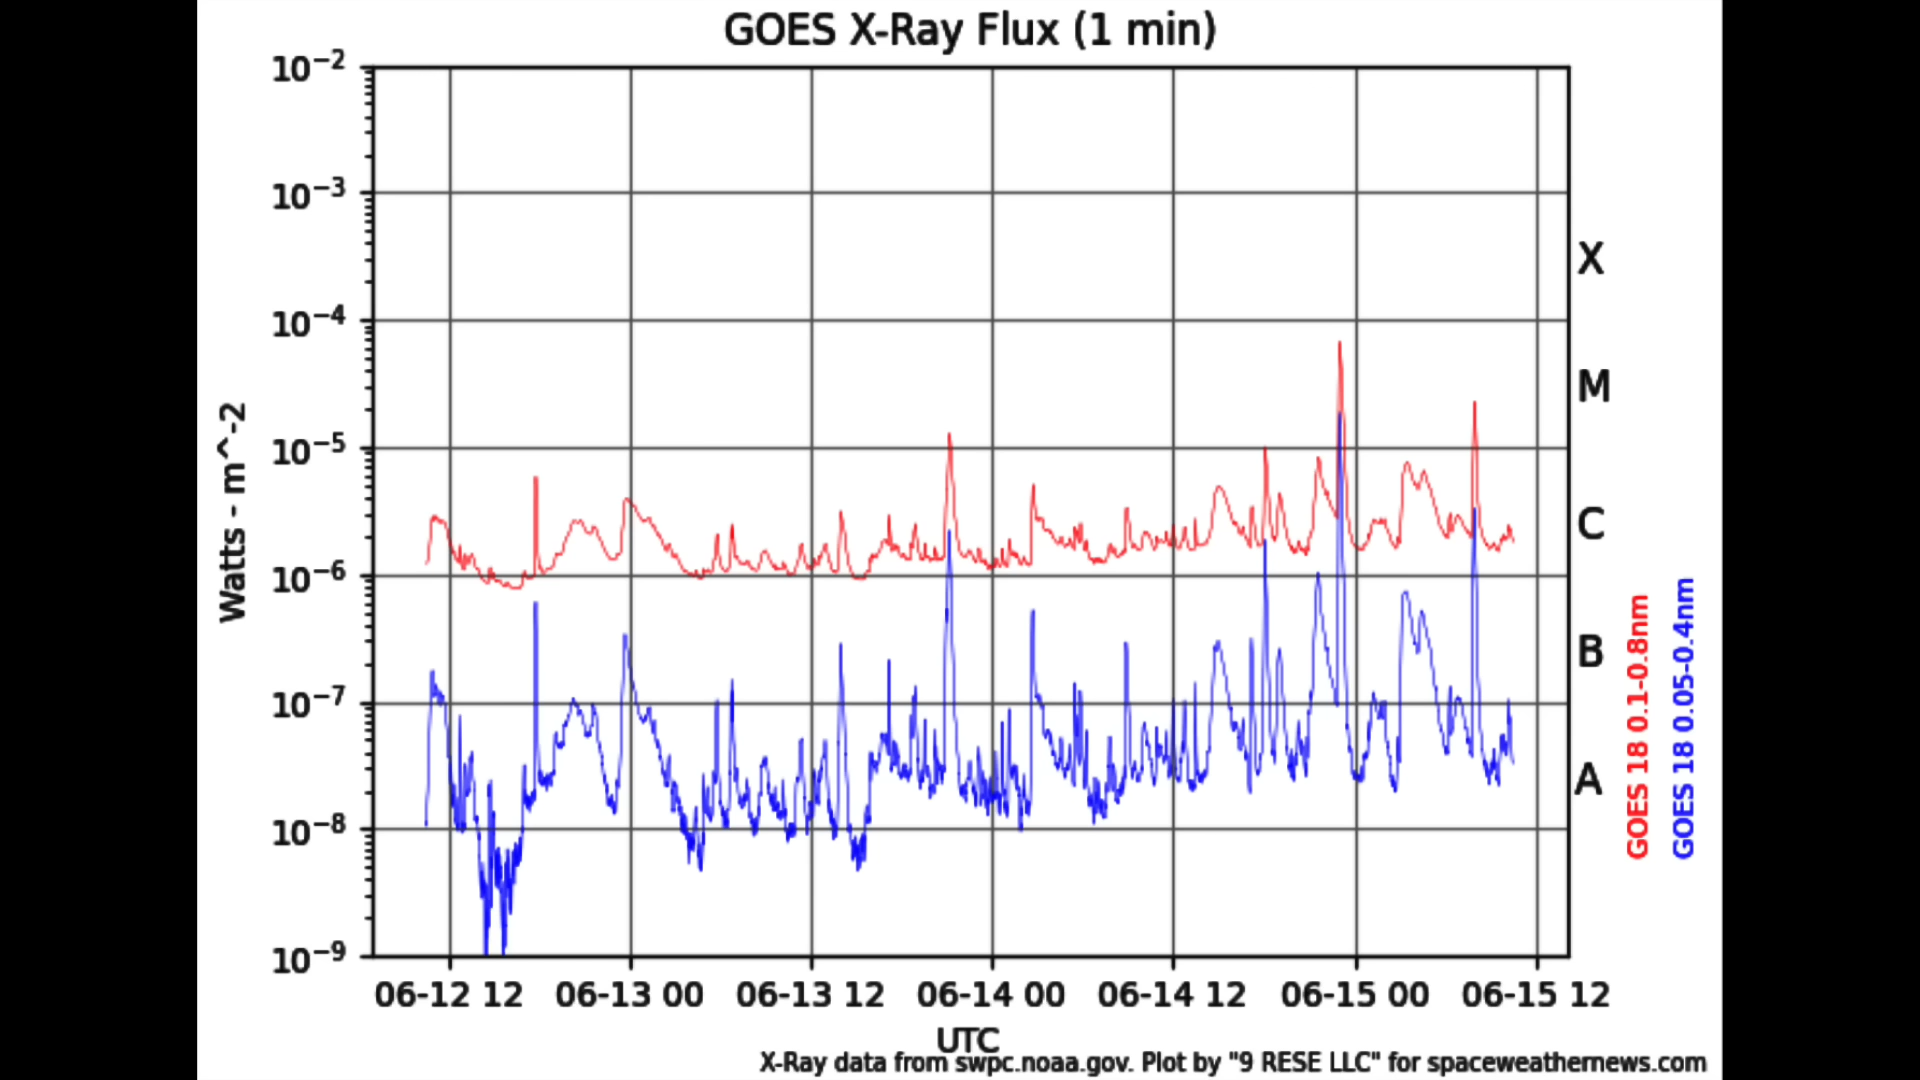 GOES X-Ray Flux (1 min)
10−2
10−3
10−4
10−5
10−6
10−7
10−8
10−9
Watts - m^-2
X
M
C
B
A
GOES 18 0.1-0.8nm
GOES 18 0.05-0.4nm
06-12 12 06-13 00 06-13 12 06-14 00 06-14 12 06-15 00 06-15 12
UTC
X-Ray data from swpc.noaa.gov. Plot by "9 RESE LLC" for spaceweathernews.com